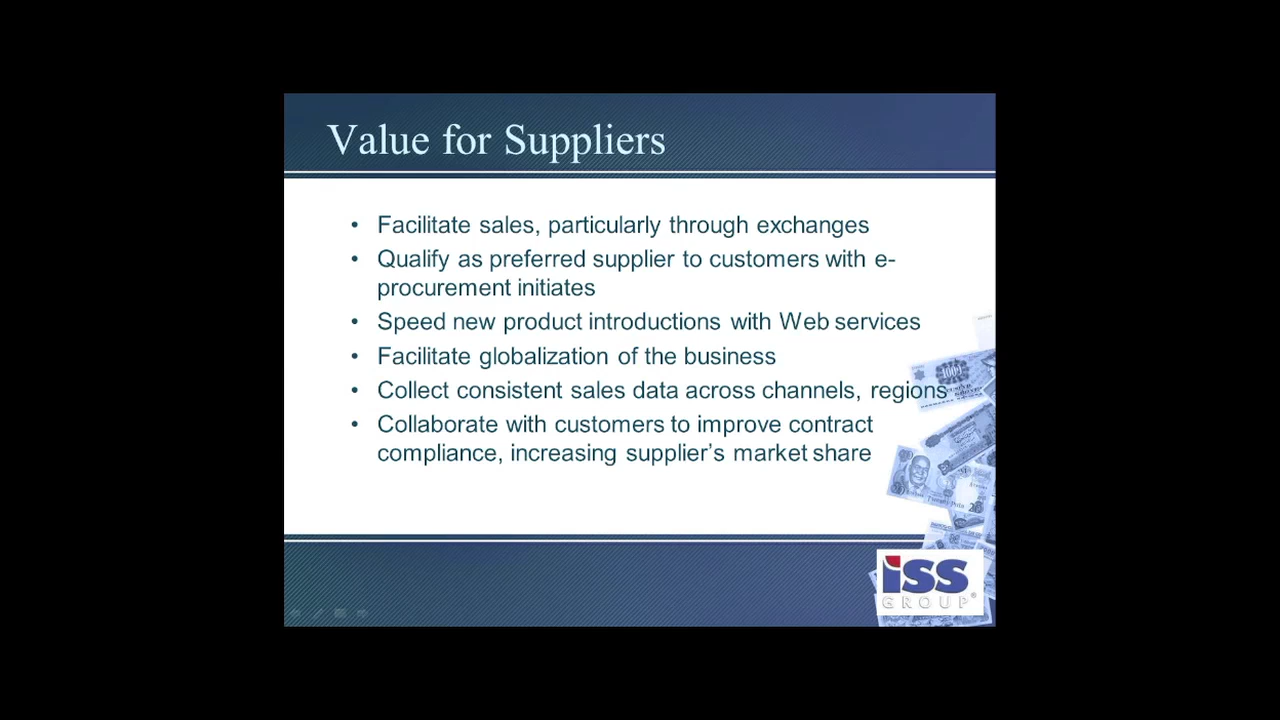 Value for Suppliers
• Facilitate sales, particularly through exchanges
• Qualify as preferred supplier to customers with e-
procurement initiates
• Speed new product introductions with Web services
• Facilitate globalization of the business
• Collect consistent sales data across channels, regions
• Collaborate with customers to improve contract
compliance, increasing supplier’s market share
1000
iSS
GROUP®